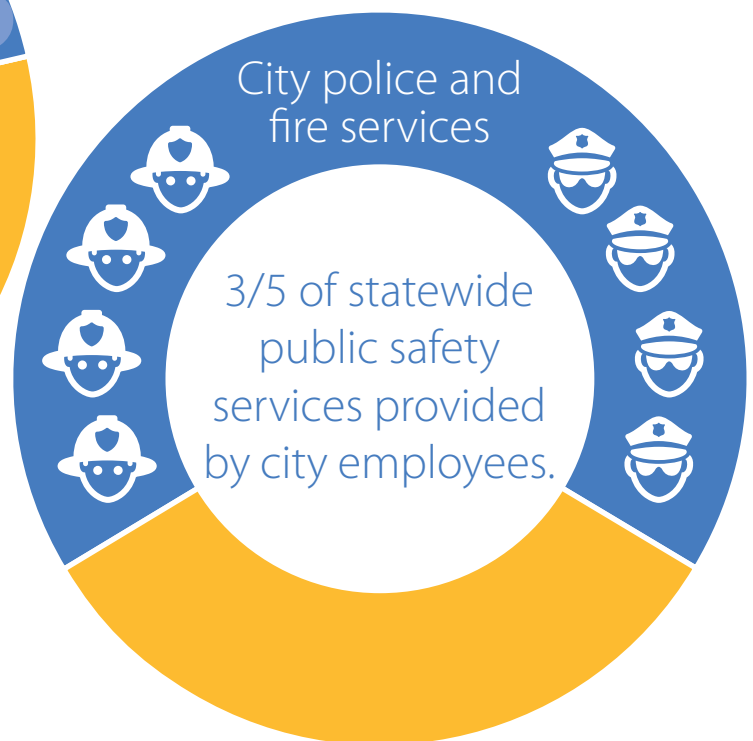 City police and
fire services
3/5 of statewide
public safety
services provided
by city employees.